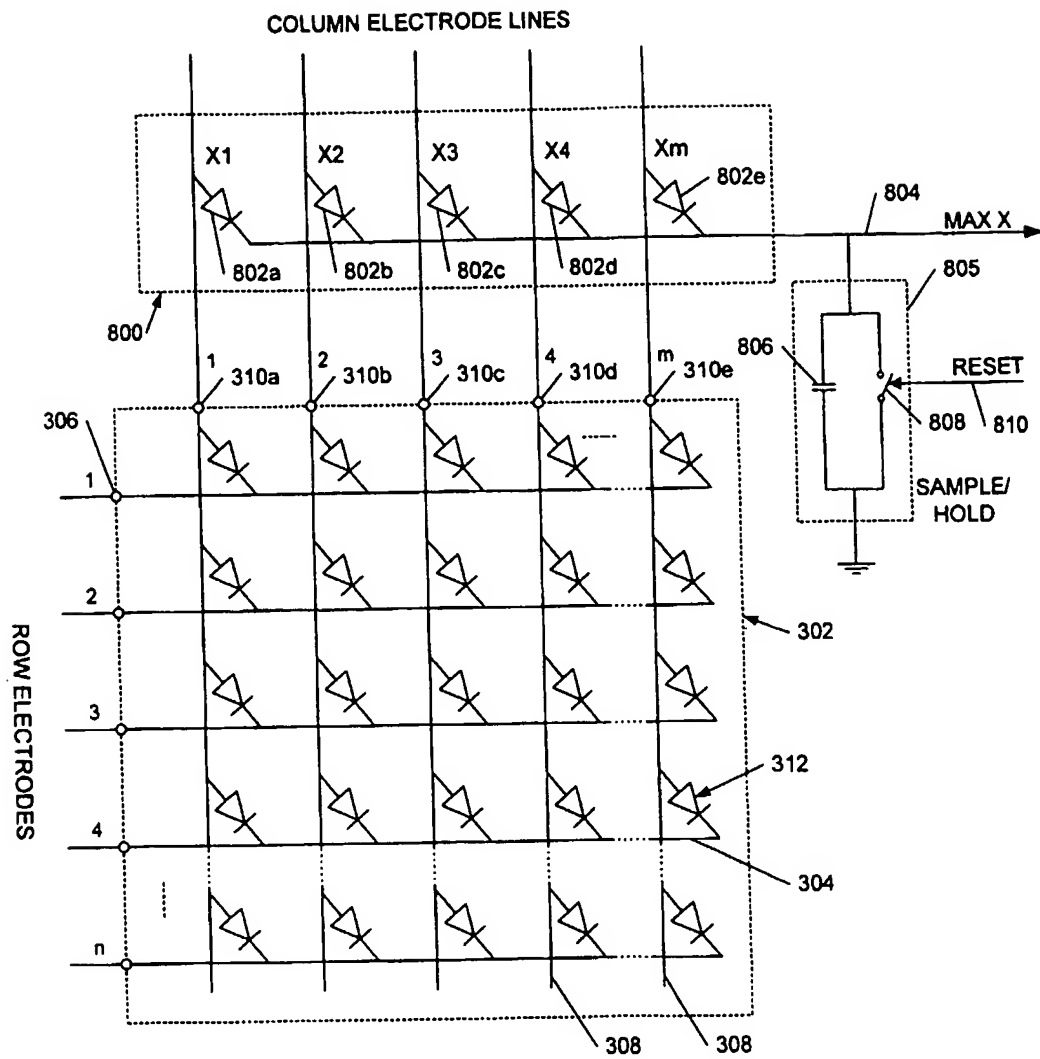 COLUMN ELECTRODE LINES
X1 X2 X3 X4 Xm
802e
804
MAX X
802a 802b 802c 802d
805
800
806
RESET
1 2 3 4 m
310a 310b 310c 310d 310e
808 810
306
SAMPLE/
HOLD
1
2
302
ROW ELECTRODES
3
312
4
304
n
308 308